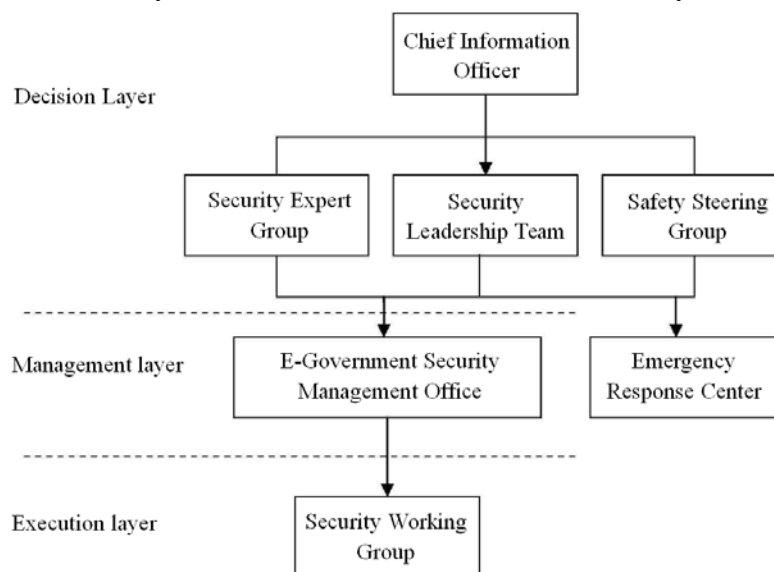 Chief Information
Officer
Decision Layer
Security Expert
Group
Security
Leadership Team
Safety Steering
Group
Management layer
E-Government Security
Management Office
Emergency
Response Center
Execution layer
Security Working
Group